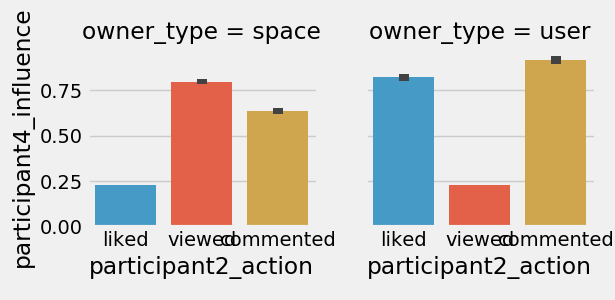 owner_type = space
owner_type = user
participant4_influence
0.75
0.50
0.25
0.00
liked viewed commented
liked viewed commented
participant2_action
participant2_action